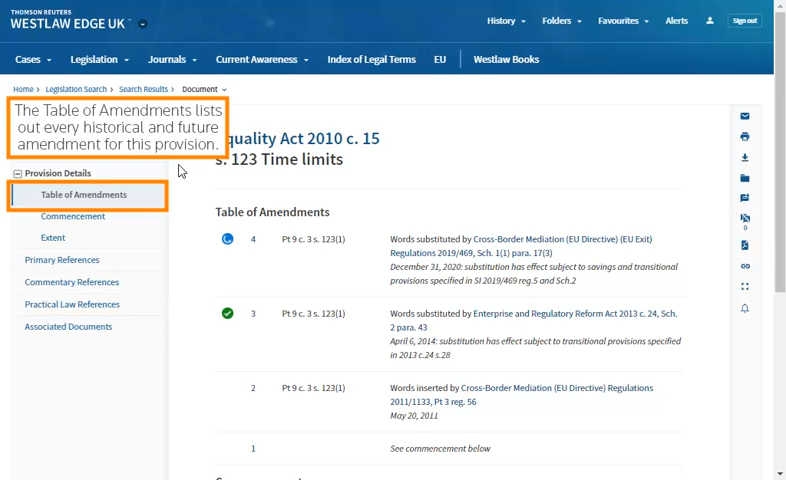 THOMSON REUTERS
WESTLAW EDGE UK™
History
Folders
Favourites
Alerts
Sign out
Cases
Legislation
Journals
Current Awareness
Index of Legal Terms
EU
Westlaw Books
Home > Legislation Search > Search Results > Document
The Table of Amendments lists
out every historical and future
amendment for this provision.
quality Act 2010 c. 15
s. 123 Time limits
Provision Details
Table of Amendments
Commencement
Extent
Primary References
Commentary References
Practical Law References
Associated Documents
Table of Amendments
4 Pt 9 c. 3 s. 123(1) Words substituted by Cross-Border Mediation (EU Directive) (EU Exit)
Regulations 2019/469, Sch. 1(1) para. 17(3)
December 31, 2020: substitution has effect subject to savings and transitional
provisions specified in SI 2019/469 reg.5 and Sch.2
3 Pt 9 c. 3 s. 123(1) Words substituted by Enterprise and Regulatory Reform Act 2013 c. 24, Sch.
2 para. 43
April 6, 2014: substitution has effect subject to transitional provisions specified
in 2013 c.24 s.28
2 Pt 9 c. 3 s. 123(1) Words inserted by Cross-Border Mediation (EU Directive) Regulations
2011/1133, Pt 3 reg. 56
May 20, 2011
1 See commencement below
0